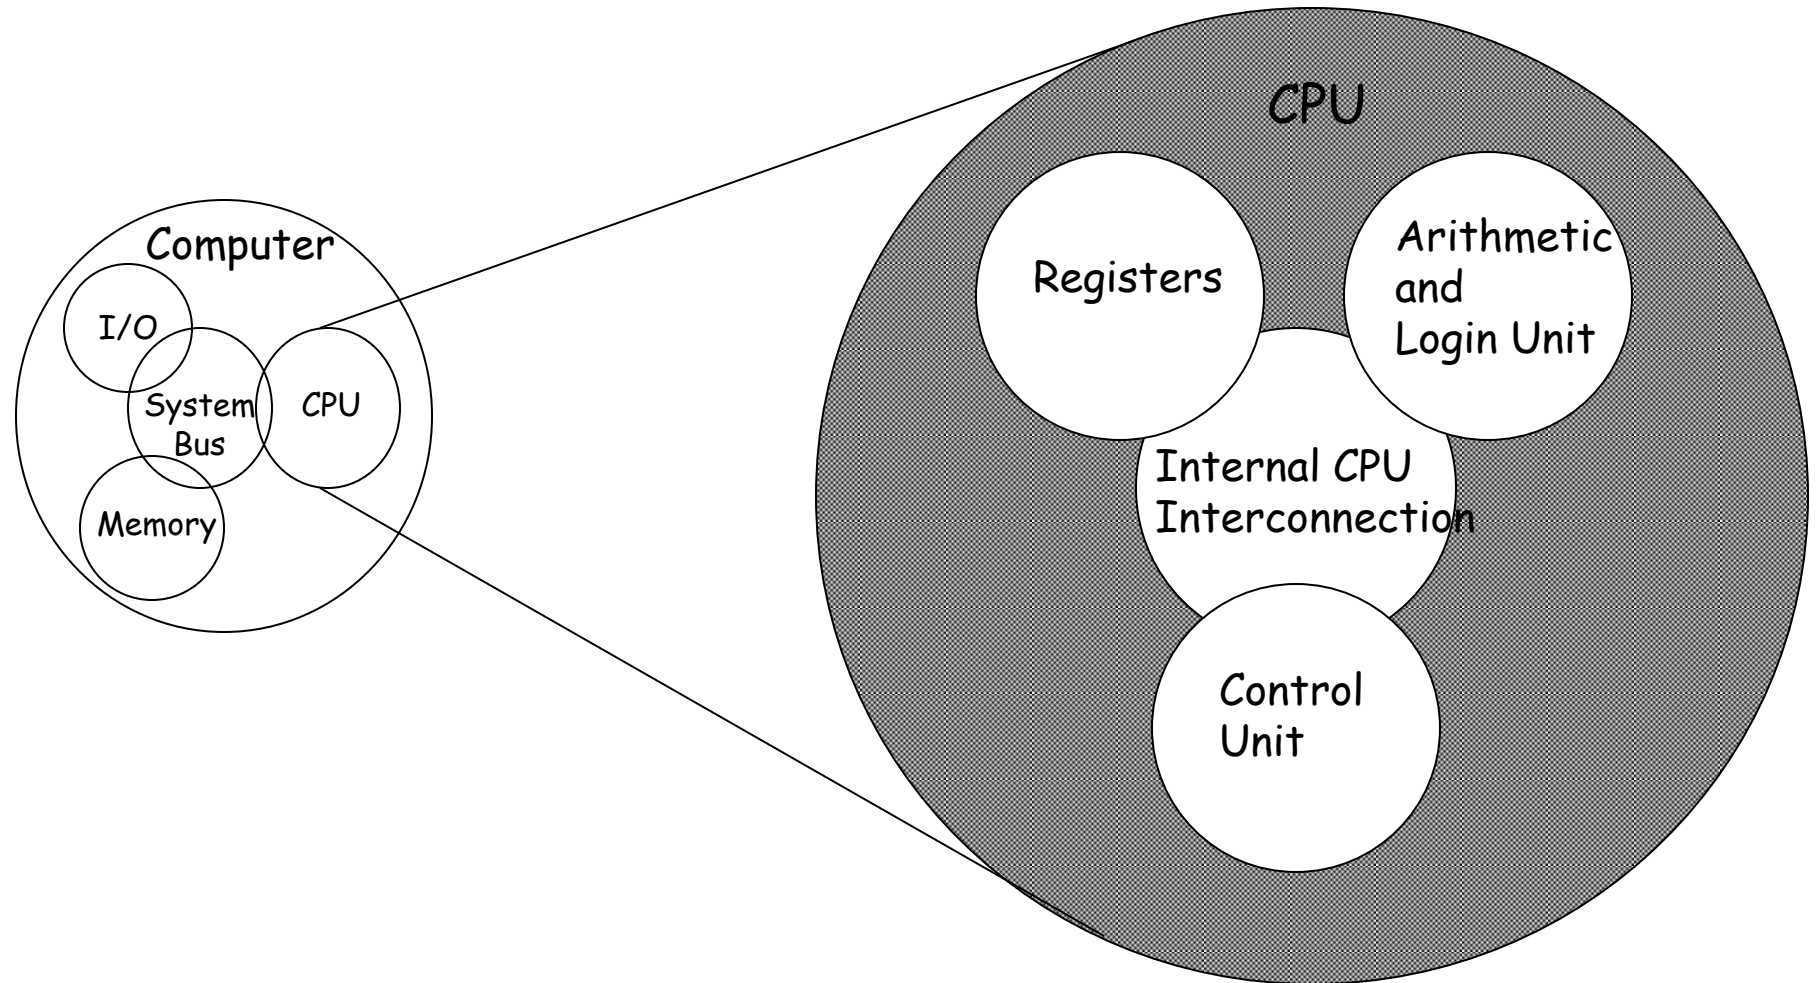 Computer
I/O
System
Bus
CPU
Memory
CPU
Registers
Arithmetic
and
Login Unit
Internal CPU
Interconnection
Control
Unit